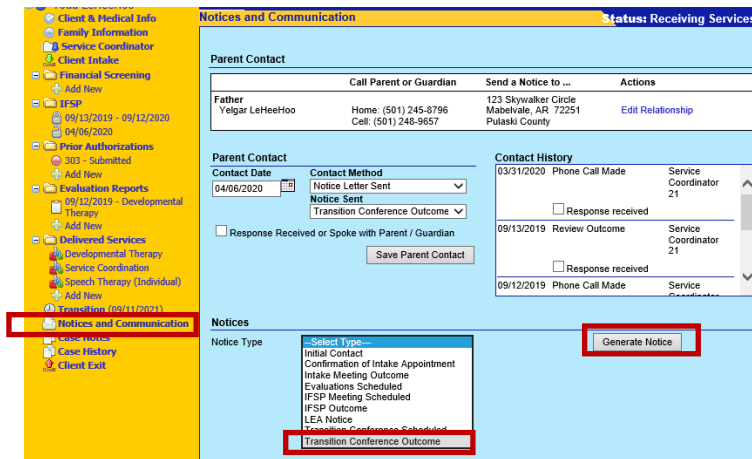 Client & Medical Info
Family Information
Service Coordinator
Client Intake
Financial Screening
Add New
IFSP
09/13/2019 - 09/12/2020
04/06/2020
Prior Authorizations
303 - Submitted
Add New
Evaluation Reports
09/12/2019 - Developmental
Therapy
Add New
Delivered Services
Developmental Therapy
Service Coordination
Speech Therapy (Individual)
Add New
Transition (09/11/2021)
Notices and Communication
Case Notes
Case History
Client Exit
Notices and Communication
Status: Receiving Services
Parent Contact
Call Parent or Guardian Send a Notice to ... Actions
Father
Yelgar LeHeeHoo
Home: (501) 245-8796
Cell: (501) 248-9657
123 Skywalker Circle
Mabelvale, AR 72251
Pulaski County
Edit Relationship
Parent Contact
Contact Date Contact Method
04/06/2020 Notice Letter Sent
Notice Sent
Transition Conference Outcome
Response Received or Spoke with Parent / Guardian
Save Parent Contact
Contact History
03/31/2020 Phone Call Made Service
Coordinator
21
Response received
09/13/2019 Review Outcome Service
Coordinator
21
Response received
09/12/2019 Phone Call Made Service
Notices
Notice Type
--Select Type---
Initial Contact
Confirmation of Intake Appointment
Intake Meeting Outcome
Evaluations Scheduled
IFSP Meeting Scheduled
IFSP Outcome
LEA Notice
Transition Conference Scheduled
Transition Conference Outcome
Generate Notice